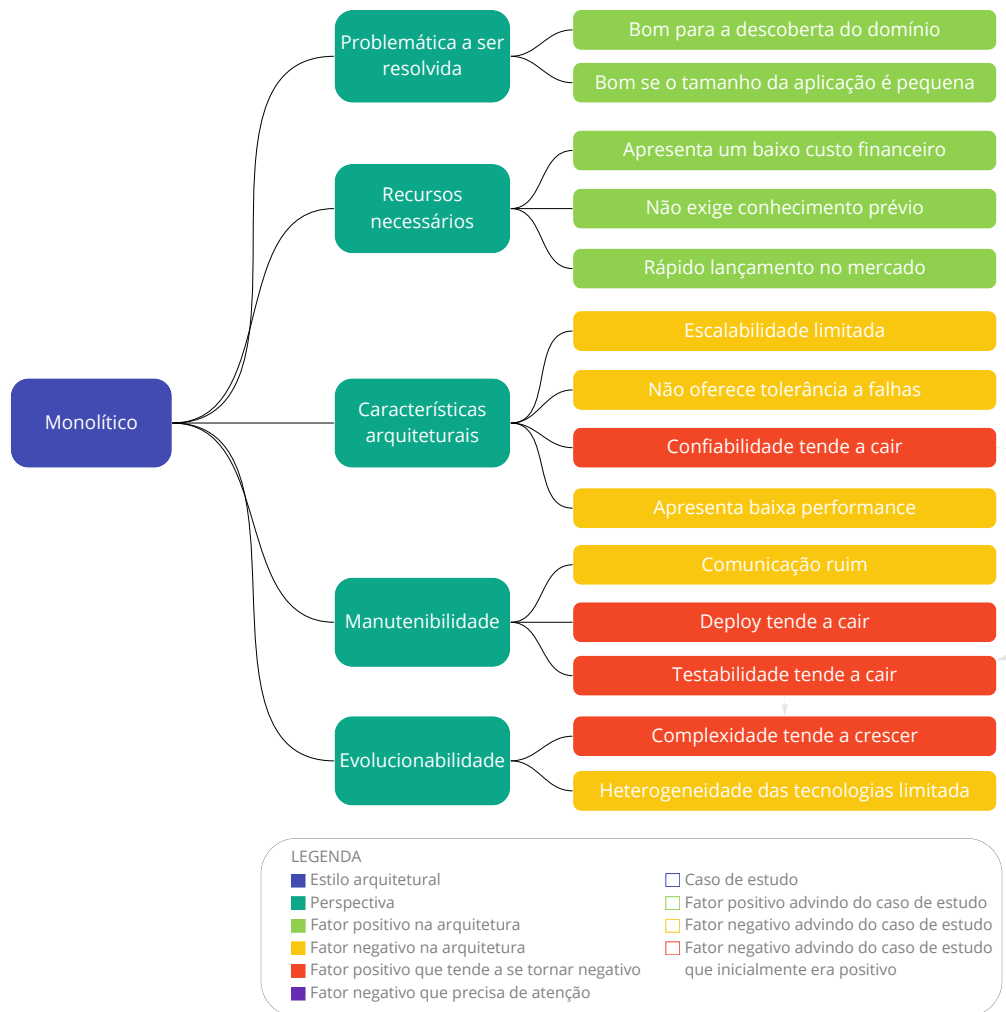 Problemática a ser
resolvida
Bom para a descoberta do domínio
Bom se o tamanho da aplicação é pequena
Recursos
necessários
Apresenta um baixo custo financeiro
Não exige conhecimento prévio
Rápido lançamento no mercado
Monolítico
Características
arquiteturais
Escalabilidade limitada
Não oferece tolerância a falhas
Confiabilidade tende a cair
Apresenta baixa performance
Manutenibilidade
Comunicação ruim
Deploy tende a cair
Testabilidade tende a cair
Evolucionabilidade
Complexidade tende a crescer
Heterogeneidade das tecnologias limitada
LEGENDA
Estilo arquitetural
Perspectiva
Fator positivo na arquitetura
Fator negativo na arquitetura
Fator positivo que tende a se tornar negativo
Fator negativo que precisa de atenção
Caso de estudo
Fator positivo advindo do caso de estudo
Fator negativo advindo do caso de estudo
Fator negativo advindo do caso de estudo
que inicialmente era positivo